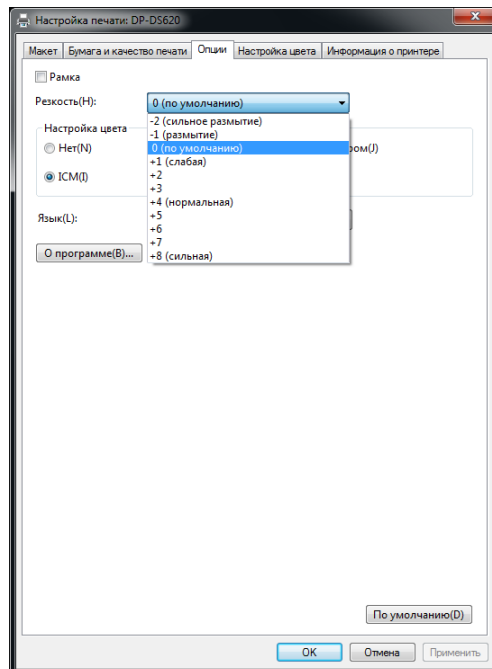 Настройка печати: DP-DS620
Макет Бумага и качество печати Опции Настройка цвета Информация о принтере
Рамка
Резкость(H): 0 (по умолчанию)
-2 (сильное размытие)
-1 (размытие)
0 (по умолчанию)
+1 (слабая)
+2
+3
+4 (нормальная)
+5
+6
+7
+8 (сильная)
Настройка цвета
Нет(N) ром(J)
ICM(I)
Язык(L):
О программе(B)...
По умолчанию(D)
OK Отмена Применить